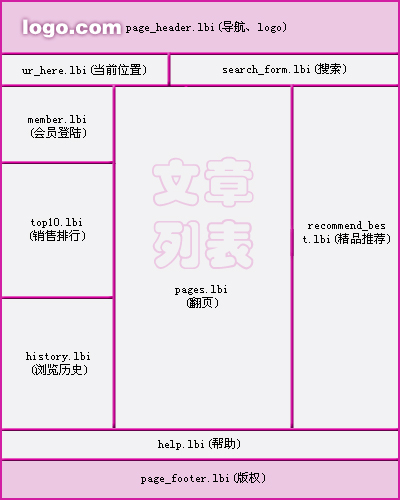 logo.com
page_header.lbi(导航、logo)
ur_here.lbi(当前位置)
search_form.lbi(搜索)
member.lbi
(会员登陆)
文章
列表
top10.lbi
(销售排行)
recommend_bes
t.lbi(精品推荐)
pages.lbi
(翻页)
history.lbi
(浏览历史)
help.lbi(帮助)
page_footer.lbi(版权)